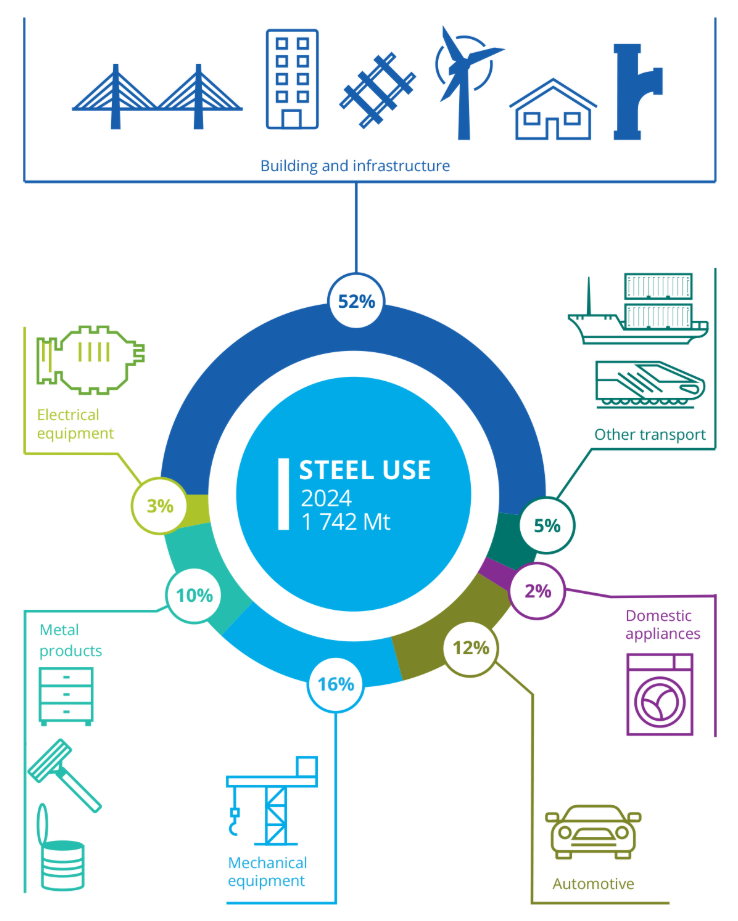 Building and infrastructure
52%
Electrical
equipment
3%
Other transport
5%
STEEL USE
2024
1 742 Mt
10%
Metal
products
2%
Domestic
appliances
12%
16%
Mechanical
equipment
Automotive